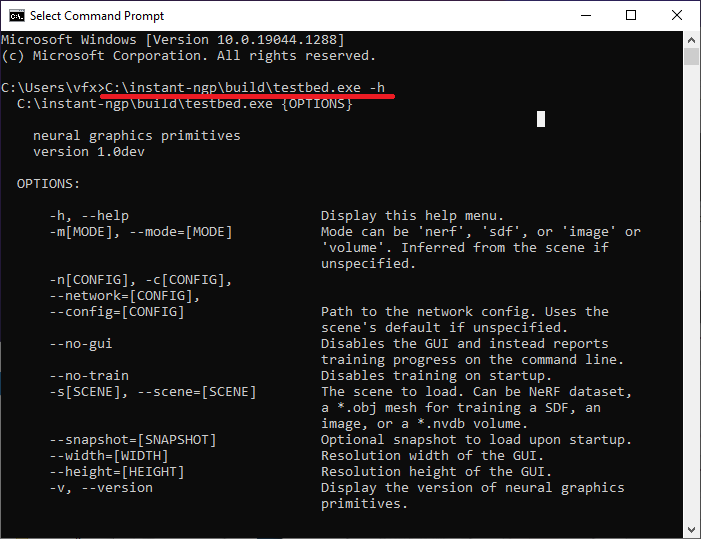 Select Command Prompt
Microsoft Windows [Version 10.0.19044.1288]
(c) Microsoft Corporation. All rights reserved.
C:\Users\vfx>C:\instant-ngp\build\testbed.exe -h
C:\instant-ngp\build\testbed.exe {OPTIONS}
neural graphics primitives
version 1.0dev
OPTIONS:
-h, --help Display this help menu.
-m[MODE], --mode=[MODE] Mode can be 'nerf', 'sdf', or 'image' or
'volume'. Inferred from the scene if
unspecified.
-n[CONFIG], -c[CONFIG],
--network=[CONFIG],
--config=[CONFIG] Path to the network config. Uses the
scene's default if unspecified.
--no-gui Disables the GUI and instead reports
training progress on the command line.
--no-train Disables training on startup.
-s[SCENE], --scene=[SCENE] The scene to load. Can be NeRF dataset,
a *.obj mesh for training a SDF, an
image, or a *.nvdb volume.
--snapshot=[SNAPSHOT] Optional snapshot to load upon startup.
--width=[WIDTH] Resolution width of the GUI.
--height=[HEIGHT] Resolution height of the GUI.
-v, --version Display the version of neural graphics
primitives.